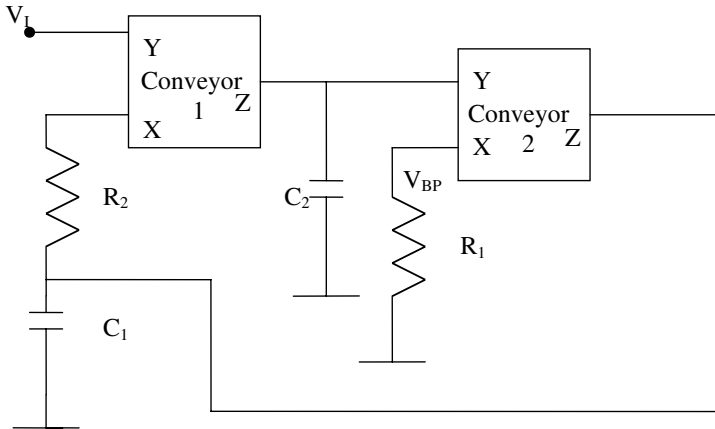 V_I
Y
Conveyor
1
Z
X
Y
Conveyor
2
Z
X
V_BP
R_2
C_2
R_1
C_1